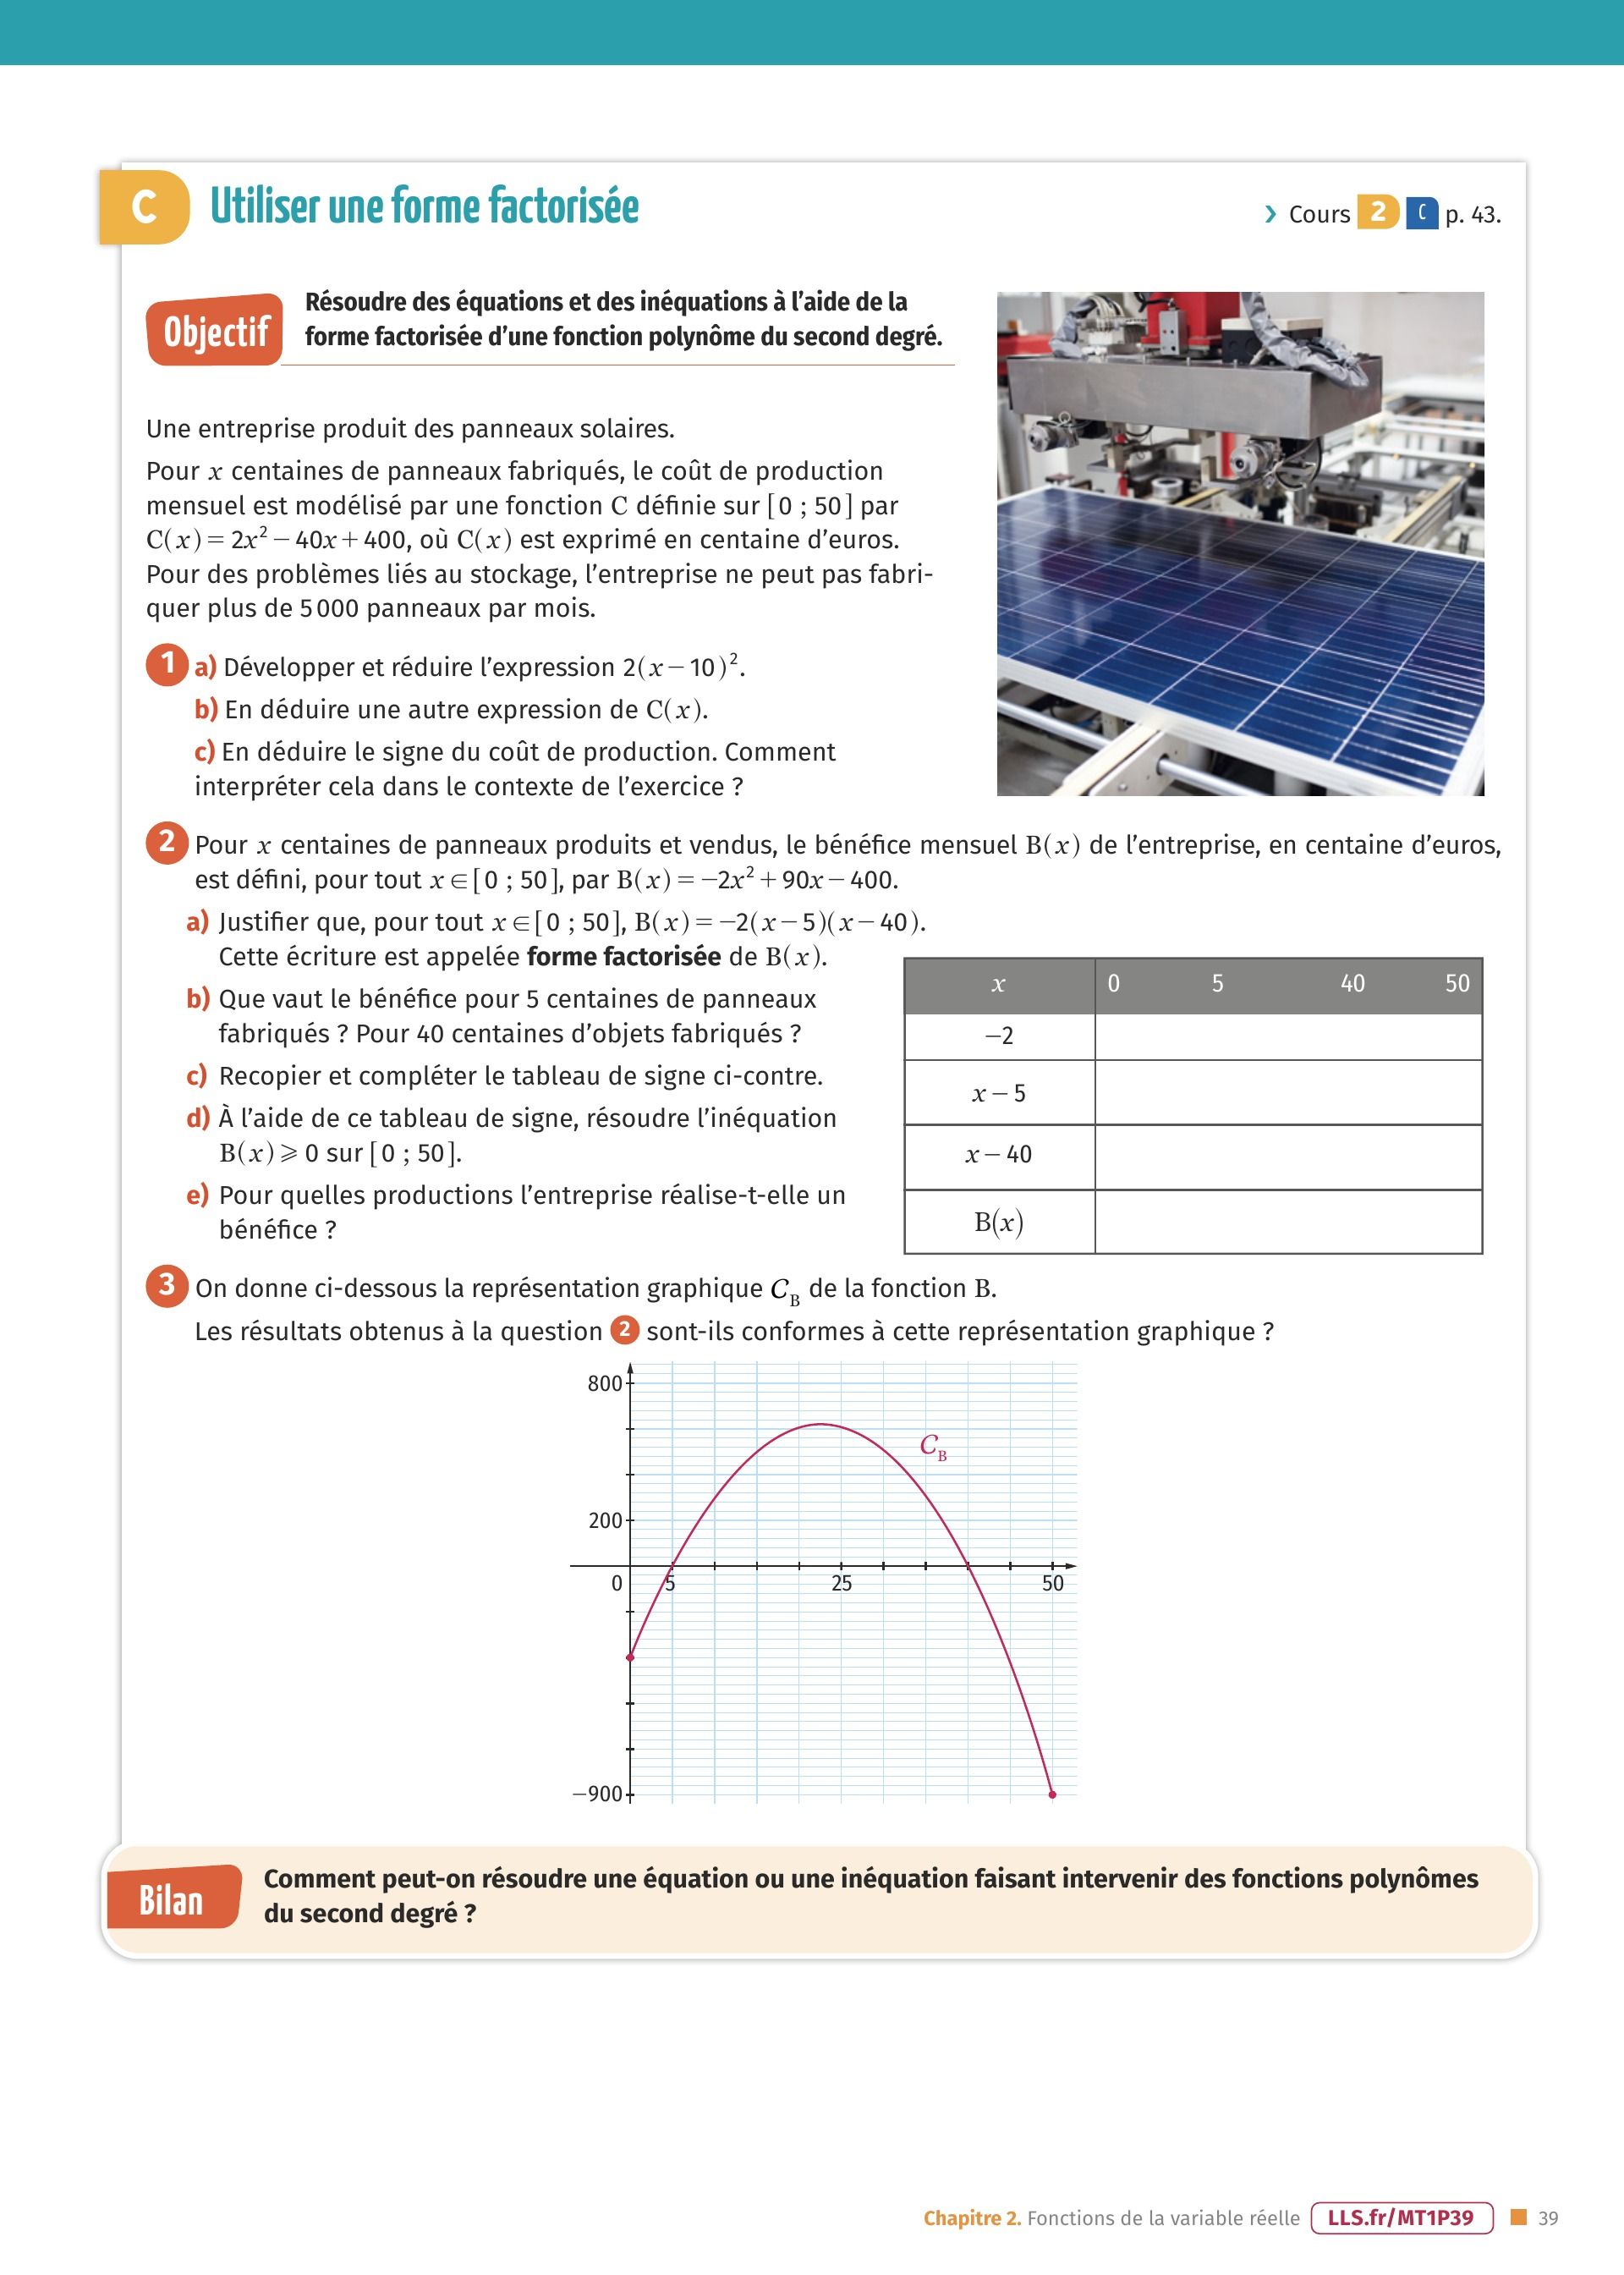 C
Utiliser une forme factorisée
› Cours 2 C p. 43.
Objectif
Résoudre des équations et des inéquations à l’aide de la
forme factorisée d’une fonction polynôme du second degré.
Une entreprise produit des panneaux solaires.
Pour x centaines de panneaux fabriqués, le coût de production
mensuel est modélisé par une fonction C définie sur [0 ; 50] par
C(x) = 2x² − 40x + 400, où C(x) est exprimé en centaine d’euros.
Pour des problèmes liés au stockage, l’entreprise ne peut pas fabri-
quer plus de 5 000 panneaux par mois.
1 a) Développer et réduire l’expression 2(x − 10)².
b) En déduire une autre expression de C(x).
c) En déduire le signe du coût de production. Comment
interpréter cela dans le contexte de l’exercice ?
2 Pour x centaines de panneaux produits et vendus, le bénéfice mensuel B(x) de l’entreprise, en centaine d’euros,
est défini, pour tout x ∈ [0 ; 50], par B(x) = −2x² + 90x − 400.
a) Justifier que, pour tout x ∈ [0 ; 50], B(x) = −2(x − 5)(x − 40).
Cette écriture est appelée forme factorisée de B(x).
b) Que vaut le bénéfice pour 5 centaines de panneaux
fabriqués ? Pour 40 centaines d’objets fabriqués ?
c) Recopier et compléter le tableau de signe ci-contre.
d) À l’aide de ce tableau de signe, résoudre l’inéquation
B(x) ⩾ 0 sur [0 ; 50].
e) Pour quelles productions l’entreprise réalise-t-elle un
bénéfice ?
x 0 5 40 50
−2
x − 5
x − 40
B(x)
3 On donne ci-dessous la représentation graphique 𝒞B de la fonction B.
Les résultats obtenus à la question 2 sont-ils conformes à cette représentation graphique ?
800
𝒞B
200
0 5 25 50
−900
Bilan
Comment peut-on résoudre une équation ou une inéquation faisant intervenir des fonctions polynômes
du second degré ?
Chapitre 2. Fonctions de la variable réelle LLS.fr/MT1P39 39